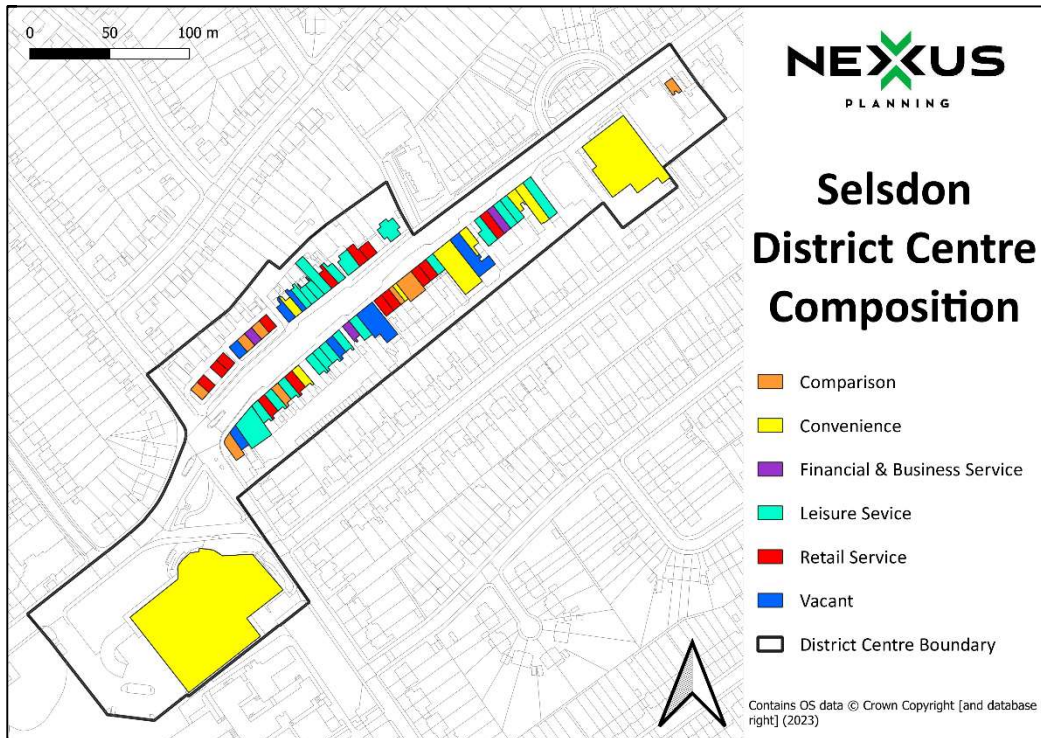 0 50 100 m
NEXUS
PLANNING
Selsdon
District Centre
Composition
Comparison
Convenience
Financial & Business Service
Leisure Sevice
Retail Service
Vacant
District Centre Boundary
Contains OS data © Crown Copyright [and database
right] (2023)